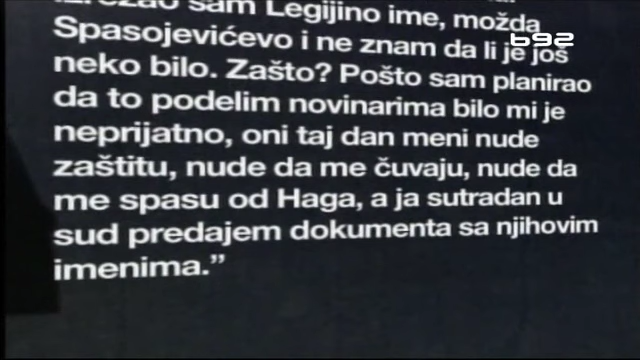 sam Legijino ime, možda
Spasojevićevo i ne znam da li je još
neko bilo. Zašto? Pošto sam planirao
da to podelim novinarima bilo mi je
neprijatno, oni taj dan meni nude
zaštitu, nude da me čuvaju, nude da
me spasu od Haga, a ja sutradan u
sud predajem dokumenta sa njihovim
imenima.”
B92